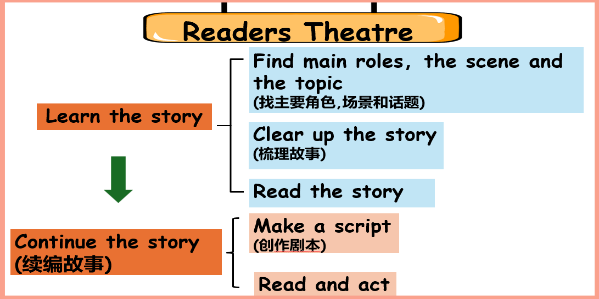 Readers Theatre
Learn the story
Find main roles, the scene and
the topic
(找主要角色,场景和话题)
Clear up the story
(梳理故事)
Read the story
Continue the story
(续编故事)
Make a script
(创作剧本)
Read and act